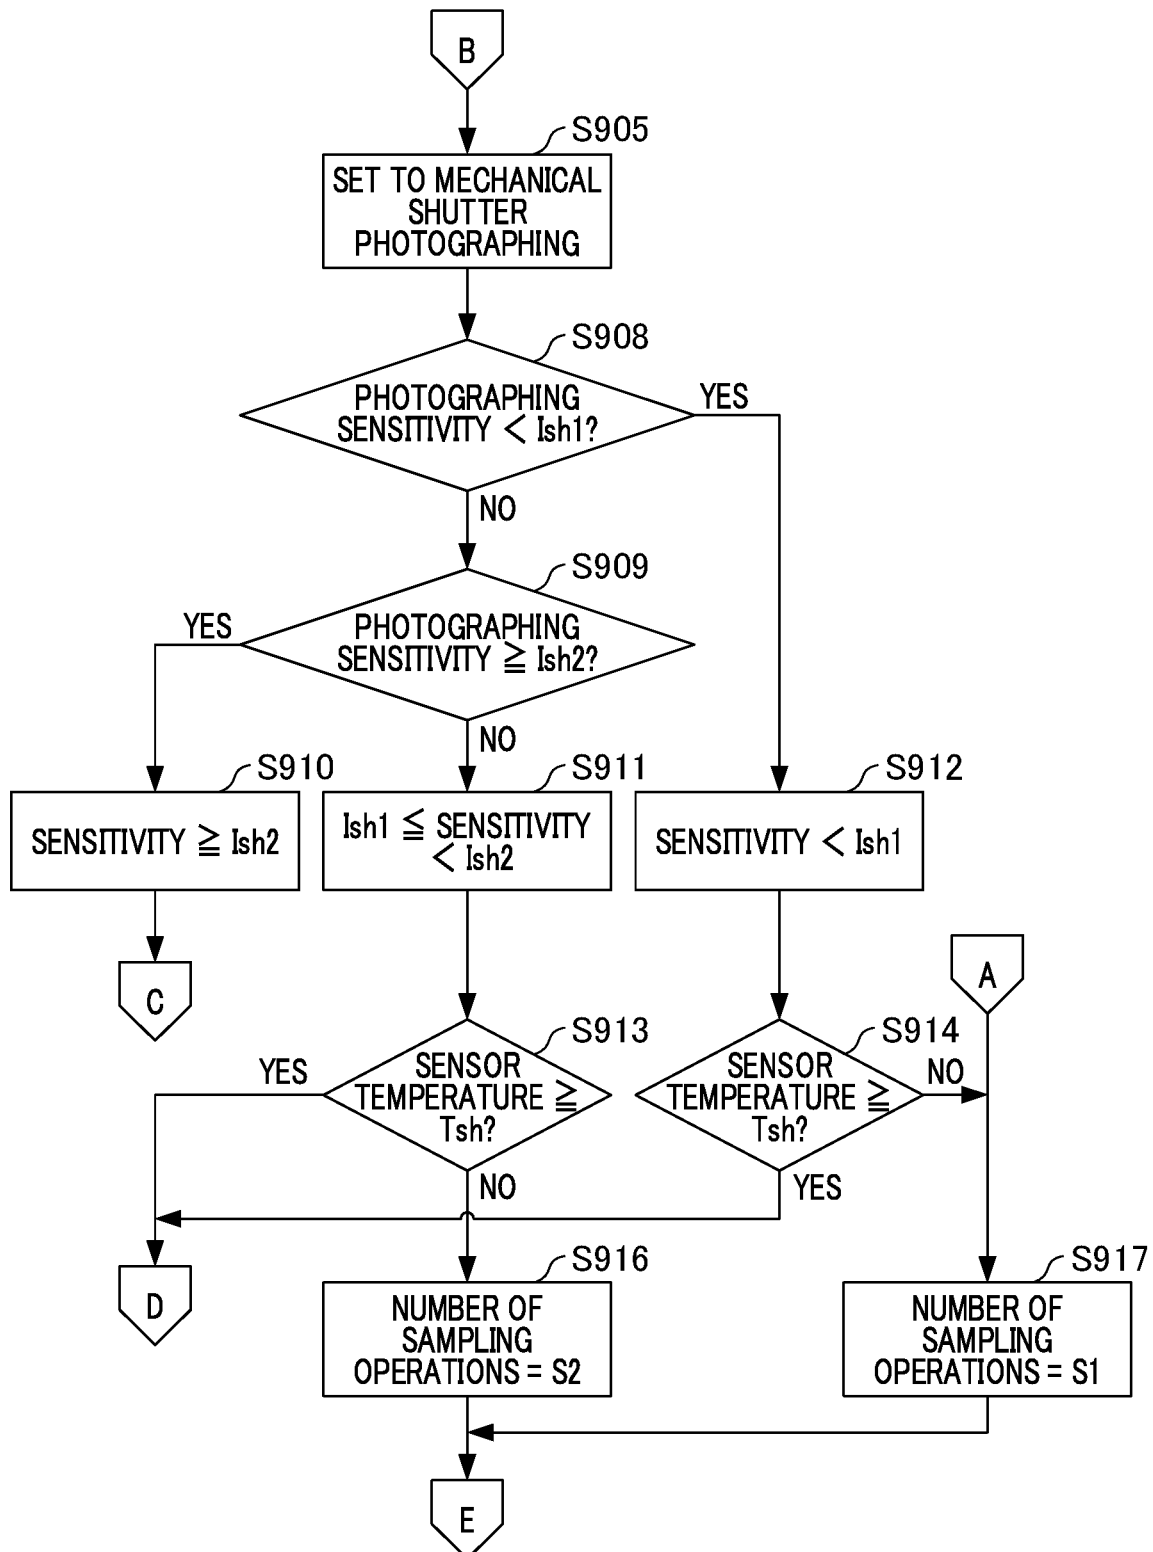 B
S905
SET TO MECHANICAL
SHUTTER
PHOTOGRAPHING
S908
PHOTOGRAPHING
SENSITIVITY < Ish1?
YES
NO
S909
PHOTOGRAPHING
SENSITIVITY ≧ Ish2?
YES
NO
S910
SENSITIVITY ≧ Ish2
S911
Ish1 ≦ SENSITIVITY
< Ish2
S912
SENSITIVITY < Ish1
C
A
S913
SENSOR
TEMPERATURE ≧
Tsh?
YES
NO
S914
SENSOR
TEMPERATURE ≧
Tsh?
NO
YES
D
S916
NUMBER OF
SAMPLING
OPERATIONS = S2
S917
NUMBER OF
SAMPLING
OPERATIONS = S1
E